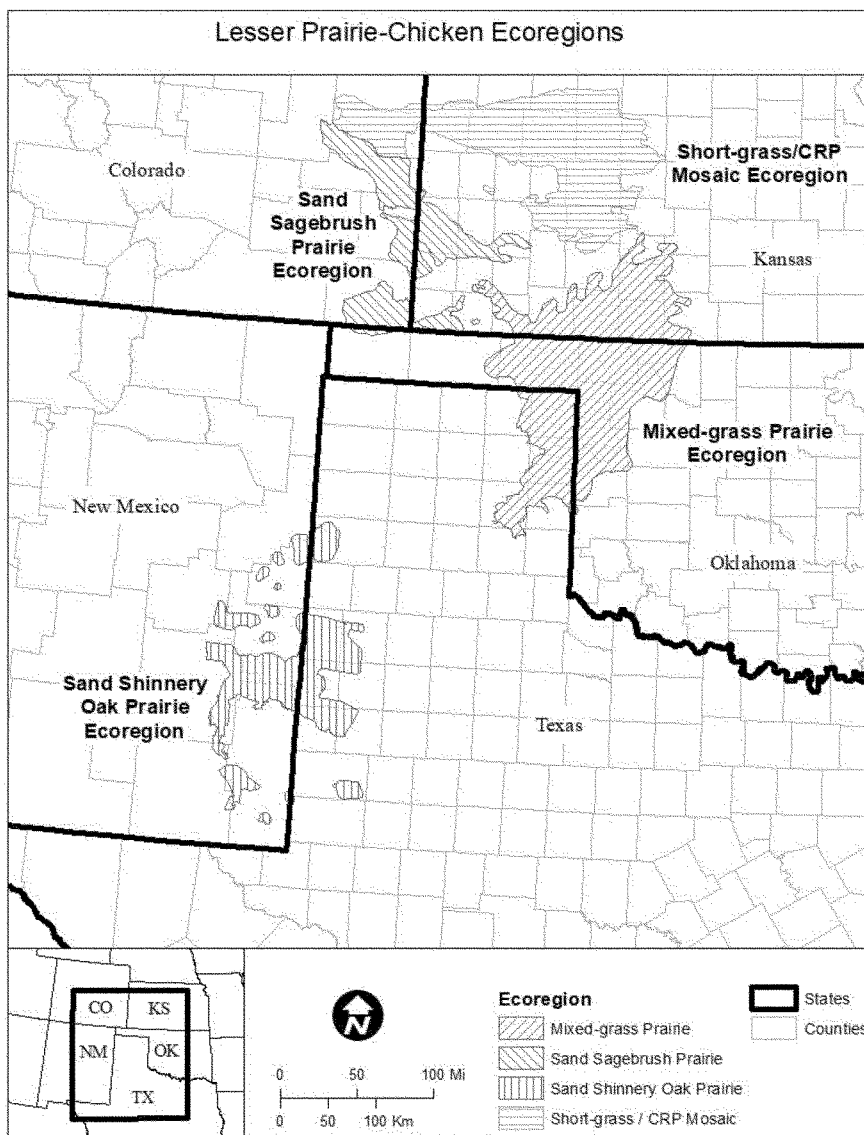 Lesser Prairie-Chicken Ecoregions
Colorado
Sand
Sagebrush
Prairie
Ecoregion
Short-grass/CRP
Mosaic Ecoregion
Kansas
Mixed-grass Prairie
Ecoregion
New Mexico
Oklahoma
Sand Shinnery
Oak Prairie
Ecoregion
Texas
CO
KS
NM
OK
TX
N
0 50 100 Mi
0 50 100 Km
Ecoregion
Mixed-grass Prairie
Sand Sagebrush Prairie
Sand Shinnery Oak Prairie
Short-grass / CRP Mosaic
States
Counties